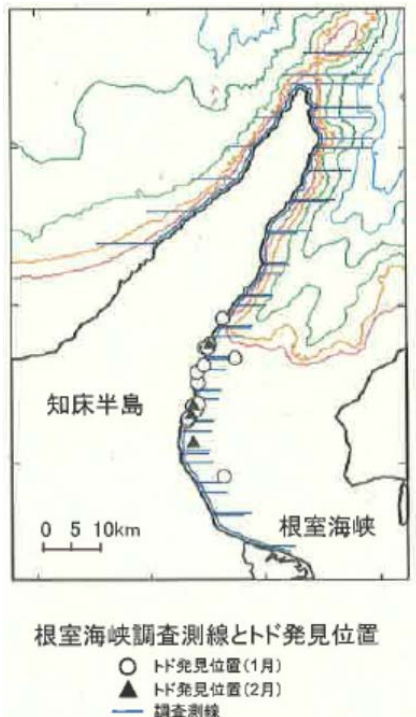 知床半島
根室海峡
0 5 10km
根室海峡調査測線とトド発見位置
トド発見位置(1月)
トド発見位置(2月)
調査測線